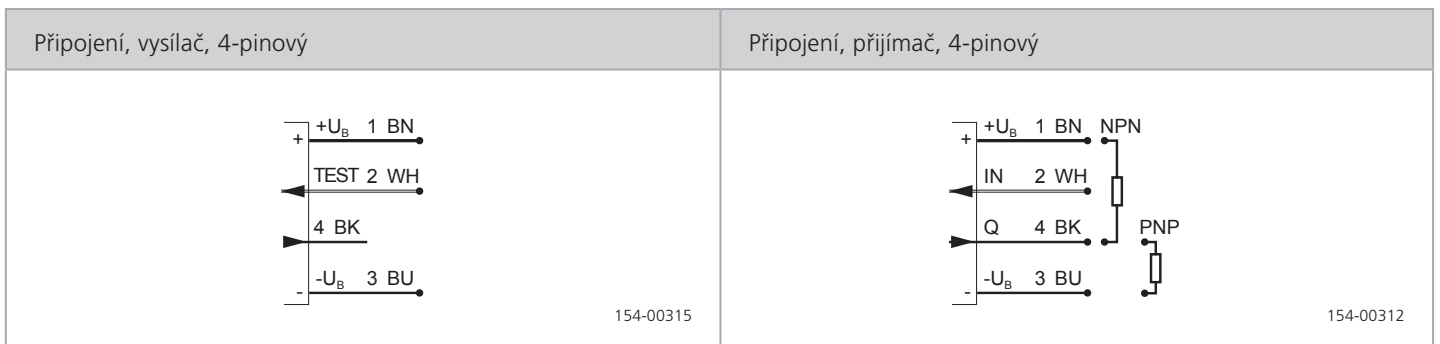 Připojení, vysílač, 4-pinový
+ +U_B 1 BN
TEST 2 WH
4 BK
- -U_B 3 BU
154-00315
Připojení, přijímač, 4-pinový
+ +U_B 1 BN NPN
IN 2 WH
Q 4 BK PNP
- -U_B 3 BU
154-00312